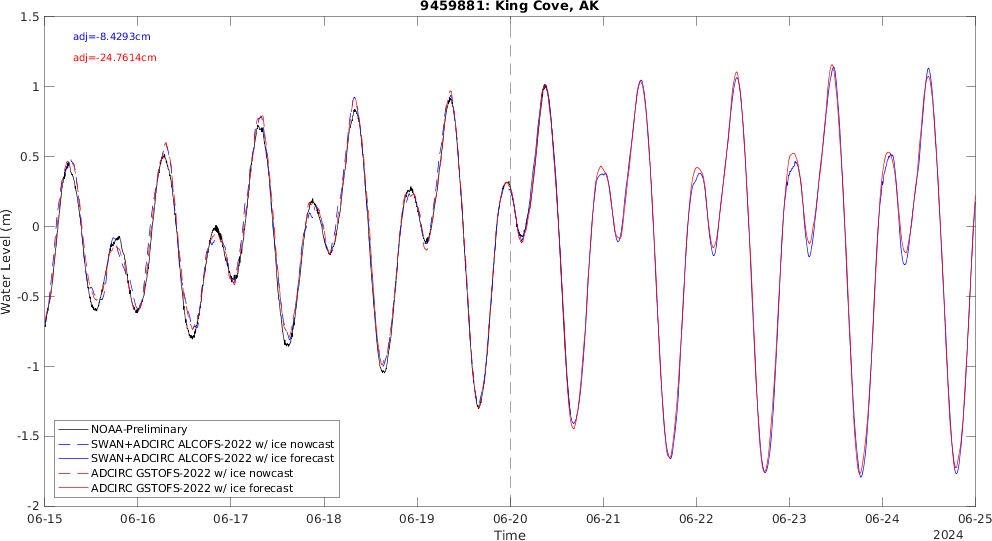 9459881: King Cove, AK
adj=-8.4293cm
adj=-24.7614cm
Water Level (m)
1.5
1
0.5
0
-0.5
-1
-1.5
-2
NOAA-Preliminary
SWAN+ADCIRC ALCOFS-2022 w/ ice nowcast
SWAN+ADCIRC ALCOFS-2022 w/ ice forecast
ADCIRC GSTOFS-2022 w/ ice nowcast
ADCIRC GSTOFS-2022 w/ ice forecast
06-15 06-16 06-17 06-18 06-19 06-20 06-21 06-22 06-23 06-24 06-25
Time
2024